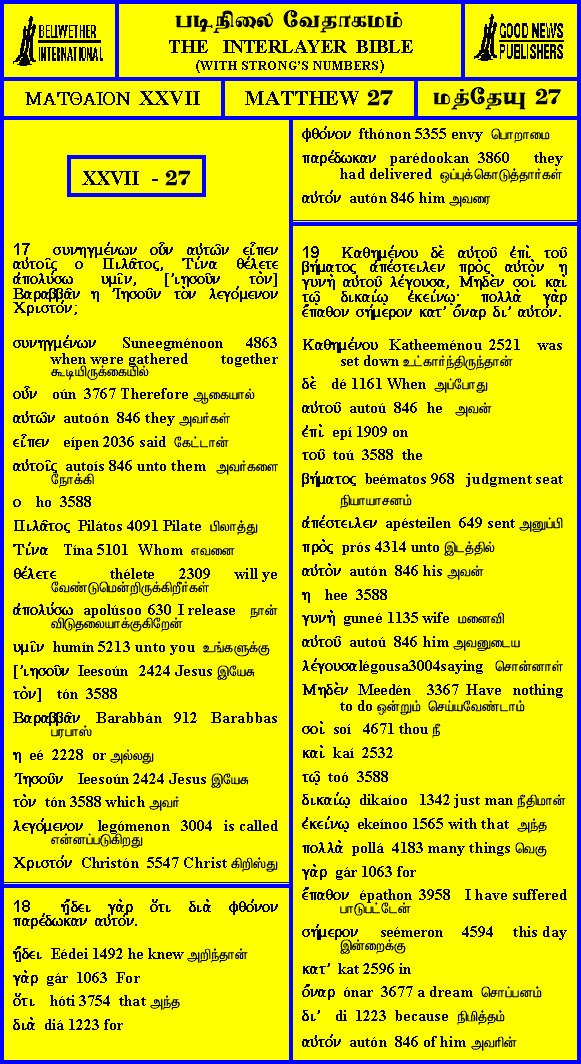 BELLWETHER
INTERNATIONAL
படிநிலை வேதாகமம்
THE INTERLAYER BIBLE
(WITH STRONG'S NUMBERS)
GOOD NEWS
PUBLISHERS
ΜΑΤΘΑΙΟΝ XXVII
MATTHEW 27
மத்தேயு 27
XXVII - 27
17 συνηγμένων οὖν αὐτῶν εἶπεν
αὐτοῖς ο Πιλᾶτος, Τίνα θέλετε
ἀπολύσω υμῖν, [Ἰησοῦν τὸν]
Βαραββᾶν η Ἰησοῦν τὸν λεγόμενον
Χριστόν;
συνηγμένων Suneegménoon 4863
when were gathered together
கூடியிருக்கையில்
οὖν oún 3767 Therefore ஆகையால்
αὐτῶν autoón 846 they அவர்கள்
εἶπεν eípen 2036 said கேட்டான்
αὐτοῖς autoís 846 unto them அவர்களை
நோக்கி
ο ho 3588
Πιλᾶτος Pilátos 4091 Pilate பிலாத்து
Τίνα Tína 5101 Whom எவனை
θέλετε thélete 2309 will ye
வேண்டுமென்றிருக்கிறீர்கள்
ἀπολύσω apolúsoo 630 I release நான்
விடுதலையாக்குகிறேன்
υμῖν humín 5213 unto you உங்களுக்கு
[Ἰησοῦν Ieesoún 2424 Jesus இயேசு
τὸν] tón 3588
Βαραββᾶν Barabbán 912 Barabbas
பரபாஸ்
η eé 2228 or அல்லது
Ἰησοῦν Ieesoún 2424 Jesus இயேசு
τὸν tón 3588 which அவர்
λεγόμενον legómenon 3004 is called
என்னப்படுகிறது
Χριστόν Christón 5547 Christ கிறிஸ்து
18 ᾔδει γὰρ ὅτι διὰ φθόνον
παρέδωκαν αὐτόν.
ᾔδει Eédei 1492 he knew அறிந்தான்
γὰρ gár 1063 For
ὅτι hóti 3754 that அந்த
διὰ diá 1223 for
φθόνον fthónon 5355 envy பொறாமை
παρέδωκαν parédookan 3860 they
had delivered ஒப்புக்கொடுத்தார்கள்
αὐτόν autón 846 him அவரை
19 Καθημένου δὲ αὐτοῦ ἐπὶ τοῦ
βήματος ἀπέστειλεν πρὸς αὐτὸν η
γυνὴ αὐτοῦ λέγουσα, Μηδὲν σοὶ καὶ
τῷ δικαίῳ ἐκείνῳ· πολλὰ γὰρ
ἔπαθον σήμερον κατ' ὄναρ δι' αὐτόν.
Καθημένου Katheeménou 2521 was
set down உட்கார்ந்திருந்தான்
δὲ dé 1161 When அப்போது
αὐτοῦ autoú 846 he அவன்
ἐπὶ epí 1909 on
τοῦ toú 3588 the
βήματος beématos 968 judgment seat
நியாயாசனம்
ἀπέστειλεν apésteilen 649 sent அனுப்பி
πρὸς prós 4314 unto இடத்தில்
αὐτὸν autón 846 his அவன்
η hee 3588
γυνὴ guneé 1135 wife மனைவி
αὐτοῦ autoú 846 him அவனுடைய
λέγουσαlégousa3004saying சொன்னாள்
Μηδὲν Meedén 3367 Have nothing
to do ஒன்றும் செய்யவேண்டாம்
σοὶ soí 4671 thou நீ
καὶ kaí 2532
τῷ toó 3588
δικαίῳ dikaíoo 1342 just man நீதிமான்
ἐκείνῳ ekeínoo 1565 with that அந்த
πολλὰ pollá 4183 many things வெகு
γὰρ gár 1063 for
ἔπαθον épathon 3958 I have suffered
பாடுபட்டேன்
σήμερον seémeron 4594 this day
இன்றைக்கு
κατ' kat 2596 in
ὄναρ ónar 3677 a dream சொப்பனம்
δι' di 1223 because நிமித்தம்
αὐτόν autón 846 of him அவரின்